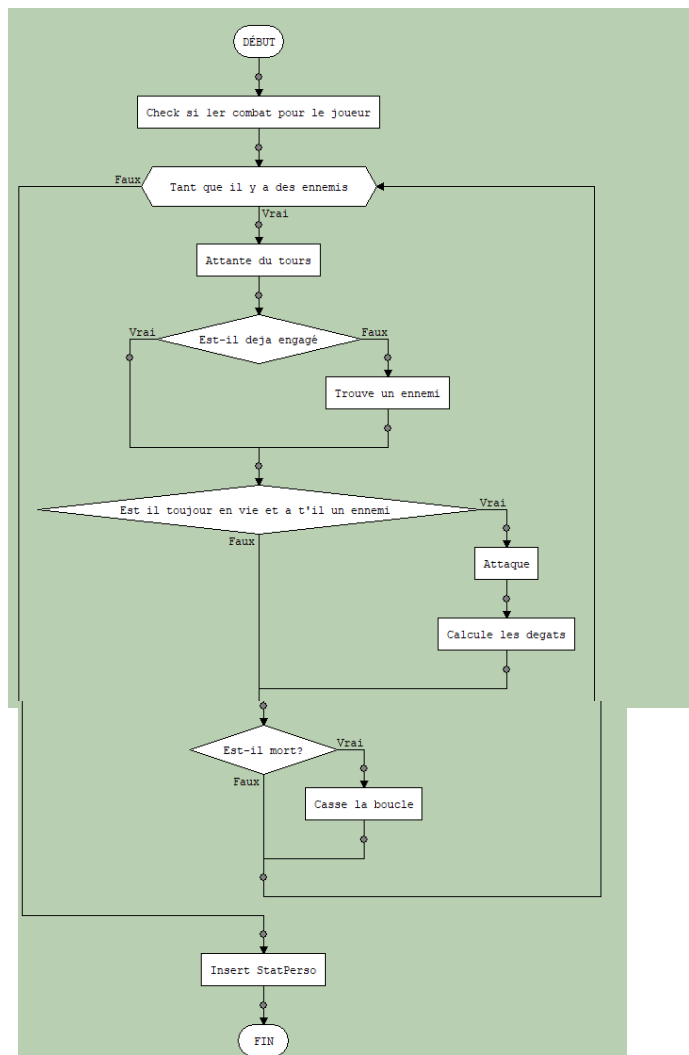 DÉBUT
Check si 1er combat pour le joueur
Faux
Tant que il y a des ennemis
Vrai
Attante du tours
Vrai
Est-il deja engagé
Faux
Trouve un ennemi
Est il toujour en vie et a t'il un ennemi
Vrai
Faux
Attaque
Calcule les degats
Est-il mort?
Vrai
Faux
Casse la boucle
Insert StatPerso
FIN